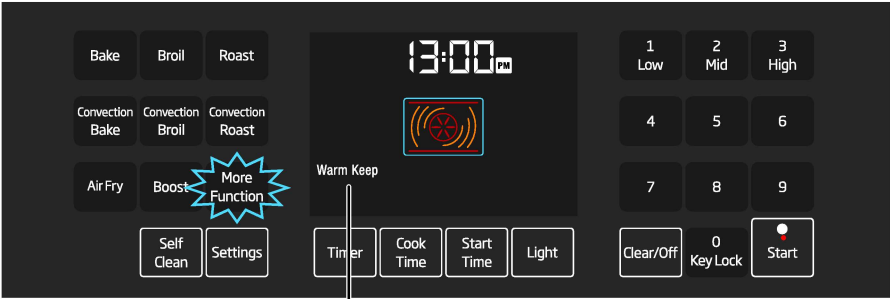 Bake
Broil
Roast
Convection
Bake
Convection
Broil
Convection
Roast
Air Fry
Boost
More
Function
Self
Clean
Settings
13:00 PM
Warm Keep
Timer
Cook
Time
Start
Time
Light
1
Low
2
Mid
3
High
4
5
6
7
8
9
Clear/Off
0
Key Lock
Start